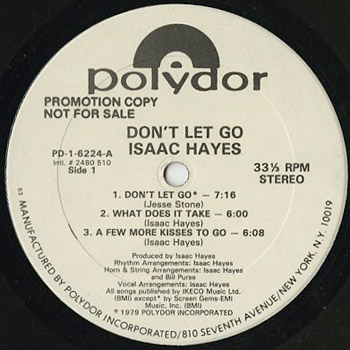 polydor
PROMOTION COPY
NOT FOR SALE
DON'T LET GO
ISAAC HAYES
PD-1-6224-A
Intl. # 2480 510
Side 1
33⅓ RPM
STEREO
1. DON'T LET GO* — 7:16
(Jesse Stone)
2. WHAT DOES IT TAKE — 6:00
(Isaac Hayes)
3. A FEW MORE KISSES TO GO — 6:08
(Isaac Hayes)
Produced by Isaac Hayes
Rhythm Arrangements: Isaac Hayes
Horn & String Arrangements: Isaac Hayes
and Bill Purse
Vocal Arrangements: Isaac Hayes
All songs published by IKECO Music Ltd.
(BMI) except* by Screen Gems-EMI
Music Inc. (BMI)
℗ 1979 POLYDOR INCORPORATED
53 MANUFACTURED BY POLYDOR INCORPORATED/810 SEVENTH AVENUE/NEW YORK, N.Y. 10019